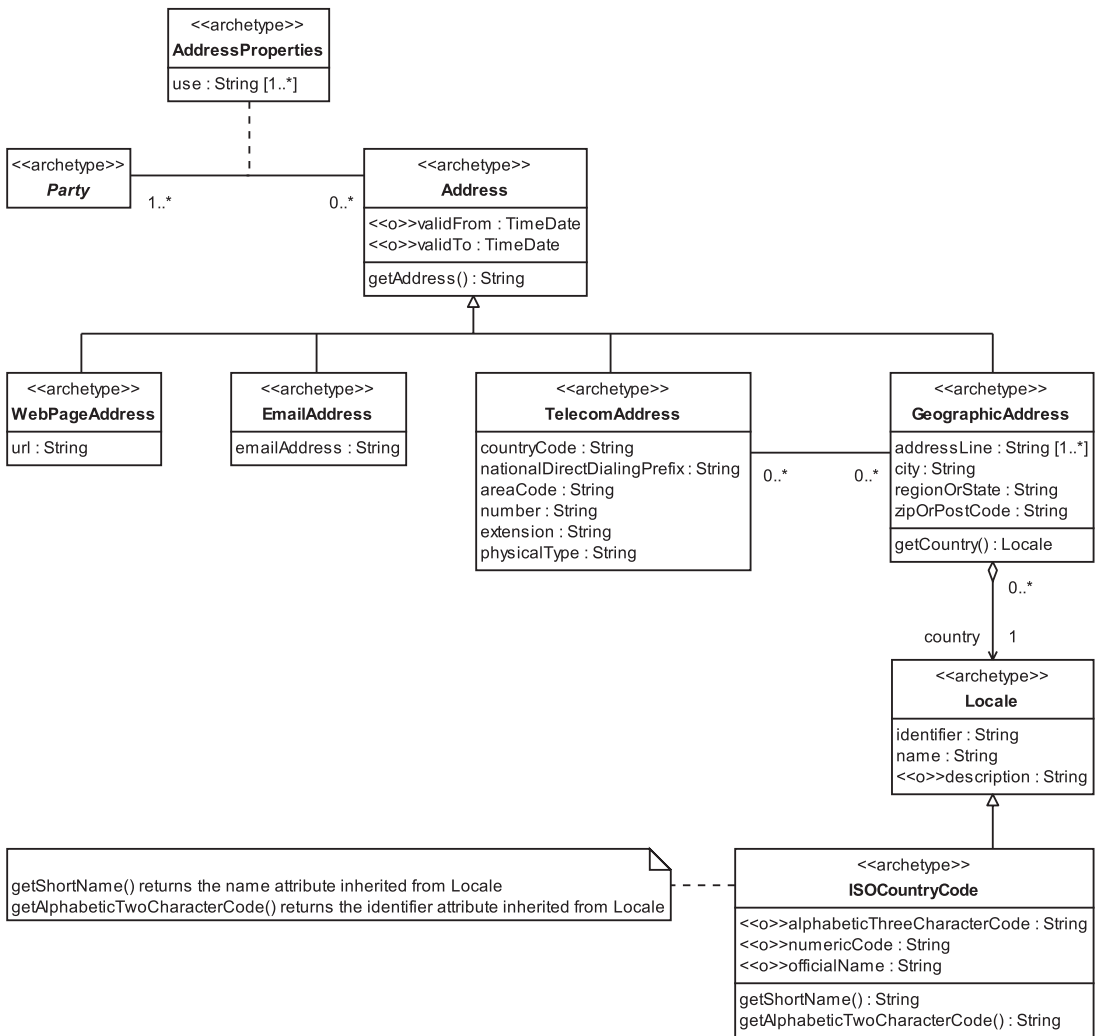 <<archetype>>
AddressProperties
use : String [1..*]
<<archetype>>
Party
1..*
0..*
<<archetype>>
Address
<<o>>validFrom : TimeDate
<<o>>validTo : TimeDate
getAddress() : String
<<archetype>>
WebPageAddress
url : String
<<archetype>>
EmailAddress
emailAddress : String
<<archetype>>
TelecomAddress
countryCode : String
nationalDirectDialingPrefix : String
areaCode : String
number : String
extension : String
physicalType : String
0..*
0..*
<<archetype>>
GeographicAddress
addressLine : String [1..*]
city : String
regionOrState : String
zipOrPostCode : String
getCountry() : Locale
0..*
country
1
<<archetype>>
Locale
identifier : String
name : String
<<o>>description : String
getShortName() returns the name attribute inherited from Locale
getAlphabeticTwoCharacterCode() returns the identifier attribute inherited from Locale
<<archetype>>
ISOCountryCode
<<o>>alphabeticThreeCharacterCode : String
<<o>>numericCode : String
<<o>>officialName : String
getShortName() : String
getAlphabeticTwoCharacterCode() : String